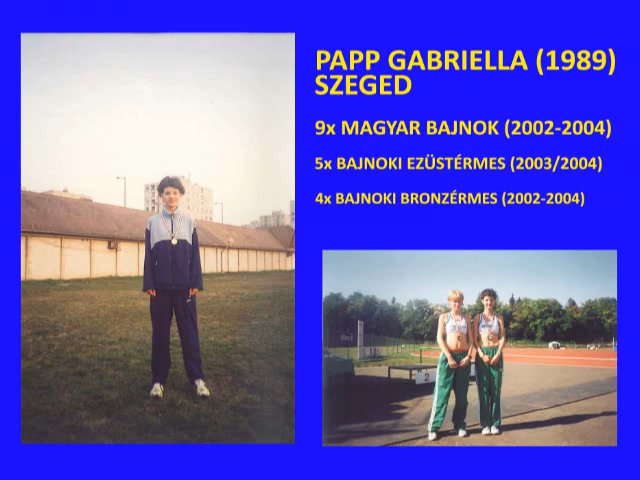 PAPP GABRIELLA (1989)
SZEGED
9x MAGYAR BAJNOK (2002-2004)
5x BAJNOKI EZÜSTÉRMES (2003/2004)
4x BAJNOKI BRONZÉRMES (2002-2004)
2